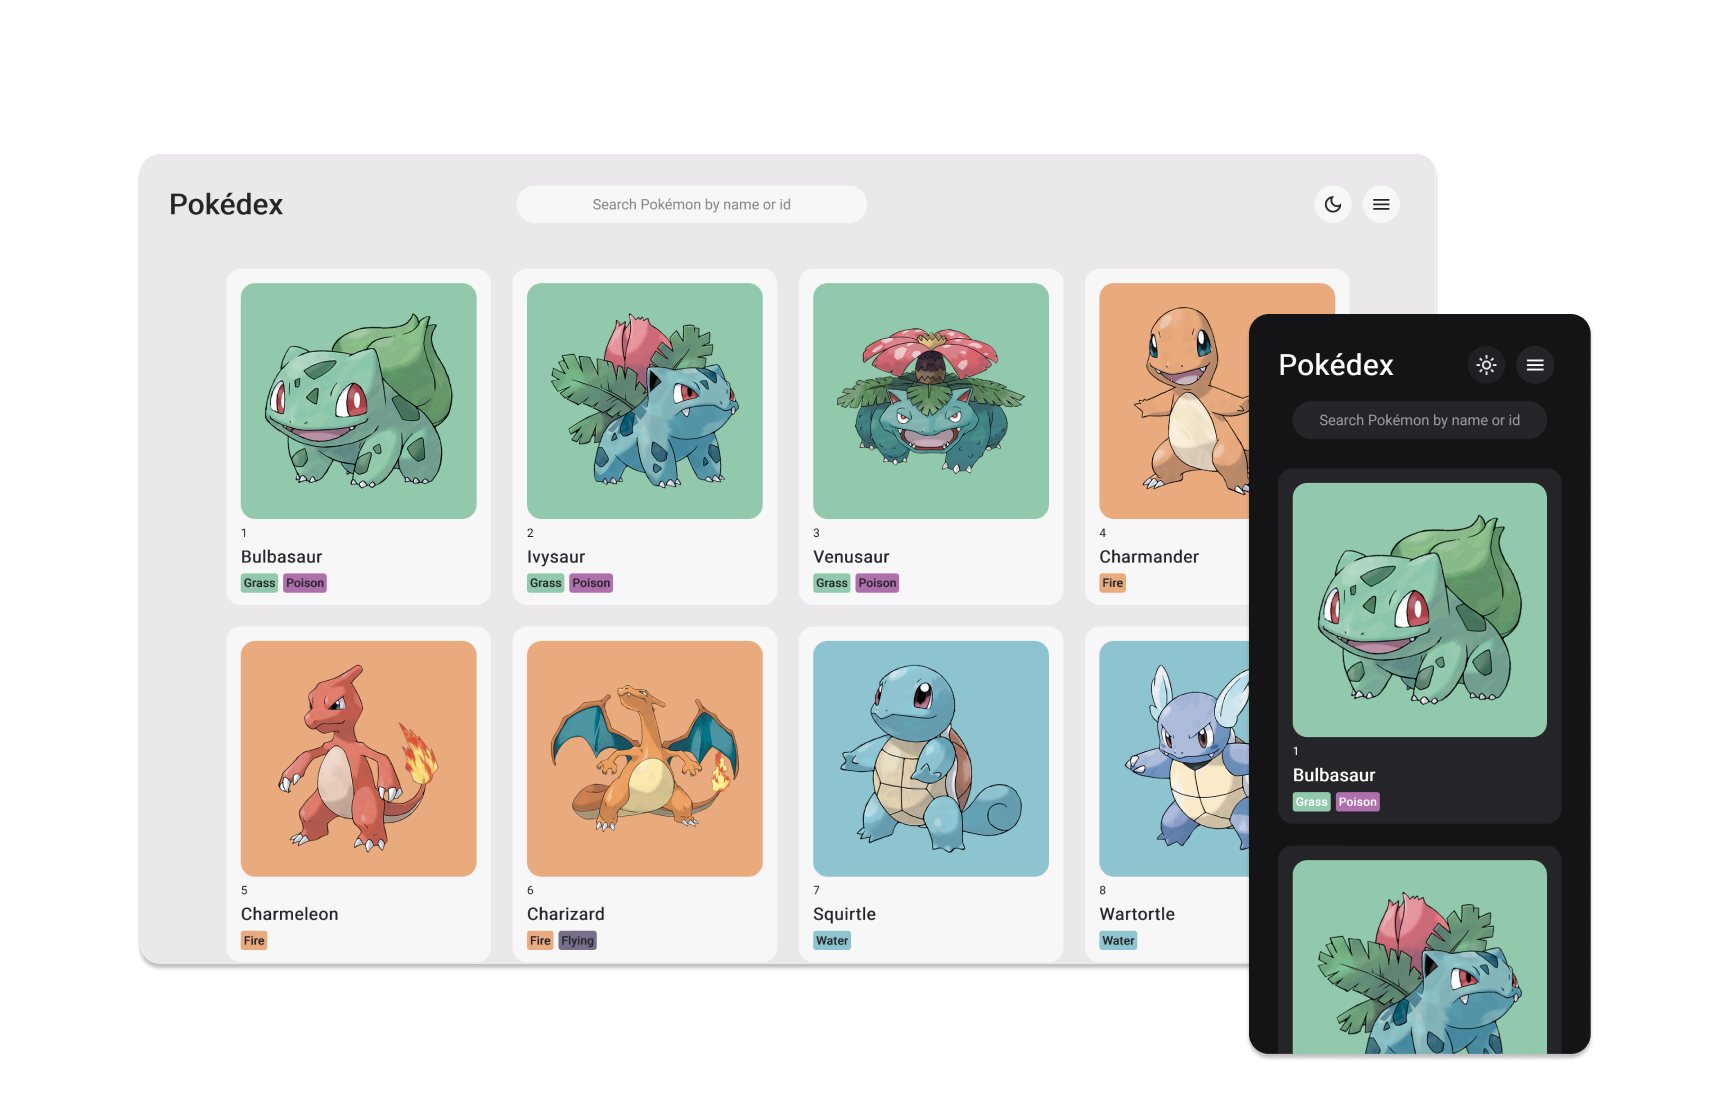 Pokédex
Search Pokémon by name or id
1
Bulbasaur
Grass Poison
2
Ivysaur
Grass Poison
3
Venusaur
Grass Poison
4
Charmander
Fire
5
Charmeleon
Fire
6
Charizard
Fire Flying
7
Squirtle
Water
8
Wartortle
Water
Pokédex
Search Pokémon by name or id
1
Bulbasaur
Grass Poison